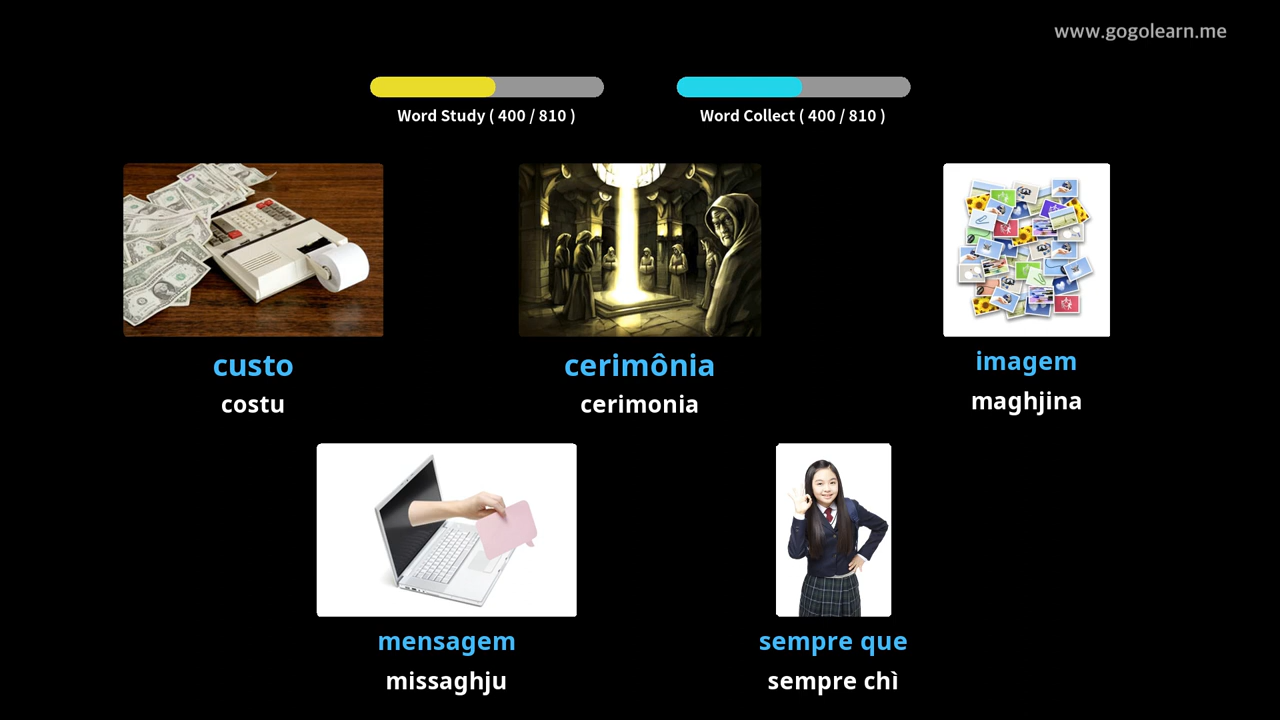 www.gogolearn.me
Word Study ( 400 / 810 )
Word Collect ( 400 / 810 )
custo
costu
cerimônia
cerimonia
imagem
maghjina
mensagem
missaghju
sempre que
sempre chì